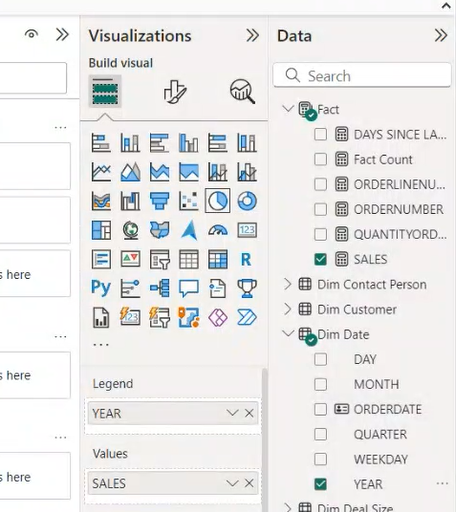 Visualizations
Build visual
123
R
Py
123
...
Legend
YEAR
Values
SALES
...
s here
...
s here
...
s here
Data
Search
Fact
DAYS SINCE LA...
Fact Count
ORDERLINENU...
ORDERNUMBER
QUANTITYORD...
SALES
Dim Contact Person
Dim Customer
Dim Date
DAY
MONTH
ORDERDATE
QUARTER
WEEKDAY
YEAR ...
Dim Deal Size